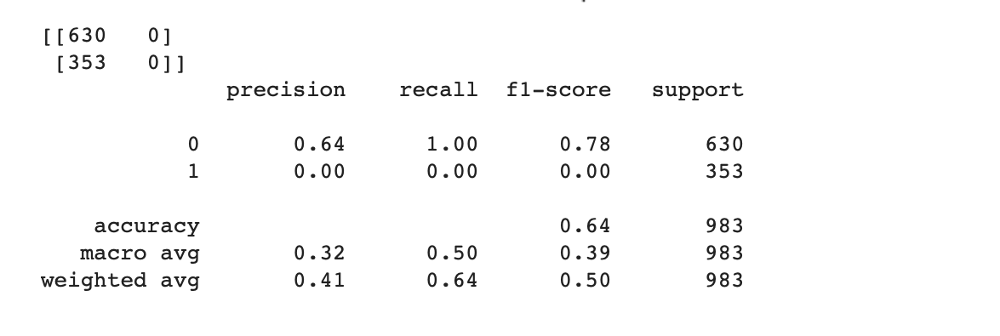 [[630   0]
 [353   0]]
precision recall f1-score support
0 0.64 1.00 0.78 630
1 0.00 0.00 0.00 353
accuracy 0.64 983
macro avg 0.32 0.50 0.39 983
weighted avg 0.41 0.64 0.50 983